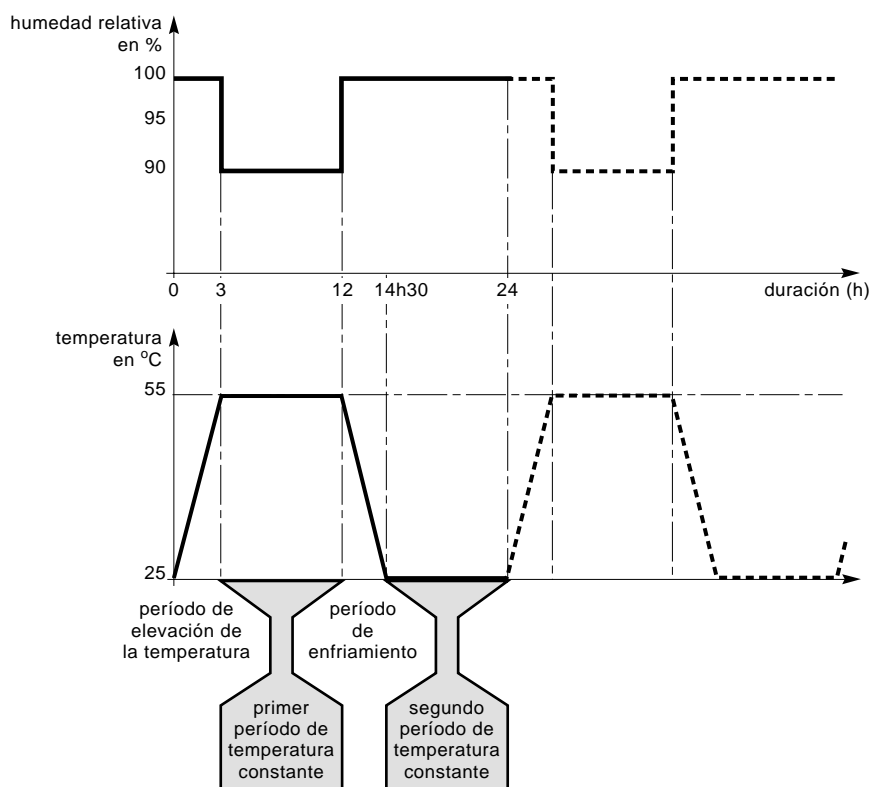 humedad relativa
en %
100
95
90
0 3 12 14h30 24 duración (h)
temperatura
en ºC
55
25
período de
elevación de
la temperatura
período
de
enfriamiento
primer
período de
temperatura
constante
segundo
período de
temperatura
constante